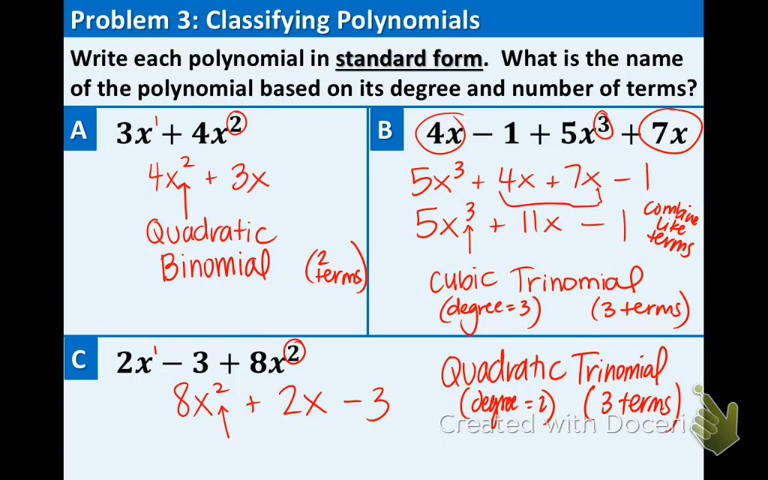 Problem 3: Classifying Polynomials
Write each polynomial in standard form. What is the name
of the polynomial based on its degree and number of terms?
A
3x¹ + 4x²
4x² + 3x
Quadratic
Binomial (2 terms)
B
4x − 1 + 5x³ + 7x
5x³ + 4x + 7x − 1
5x³ + 11x − 1
combine
like
terms
Cubic Trinomial
(degree = 3) (3 terms)
C
2x¹ − 3 + 8x²
8x² + 2x − 3
Quadratic Trinomial
(degree = 2) (3 terms)
Created with Doceri